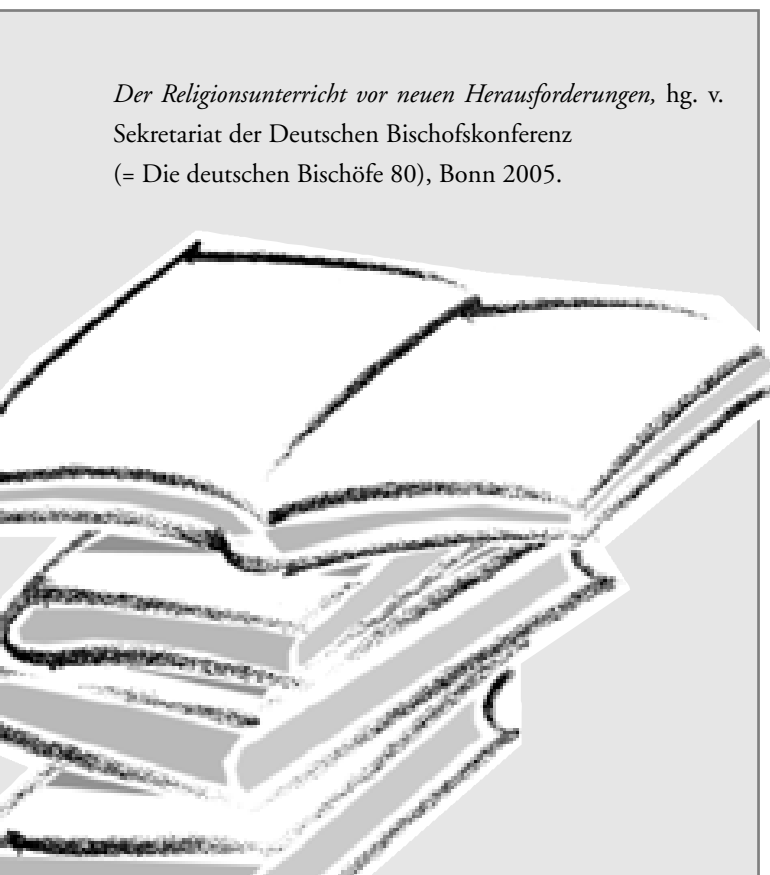 Der Religionsunterricht vor neuen Herausforderungen, hg. v.
Sekretariat der Deutschen Bischofskonferenz
(= Die deutschen Bischöfe 80), Bonn 2005.